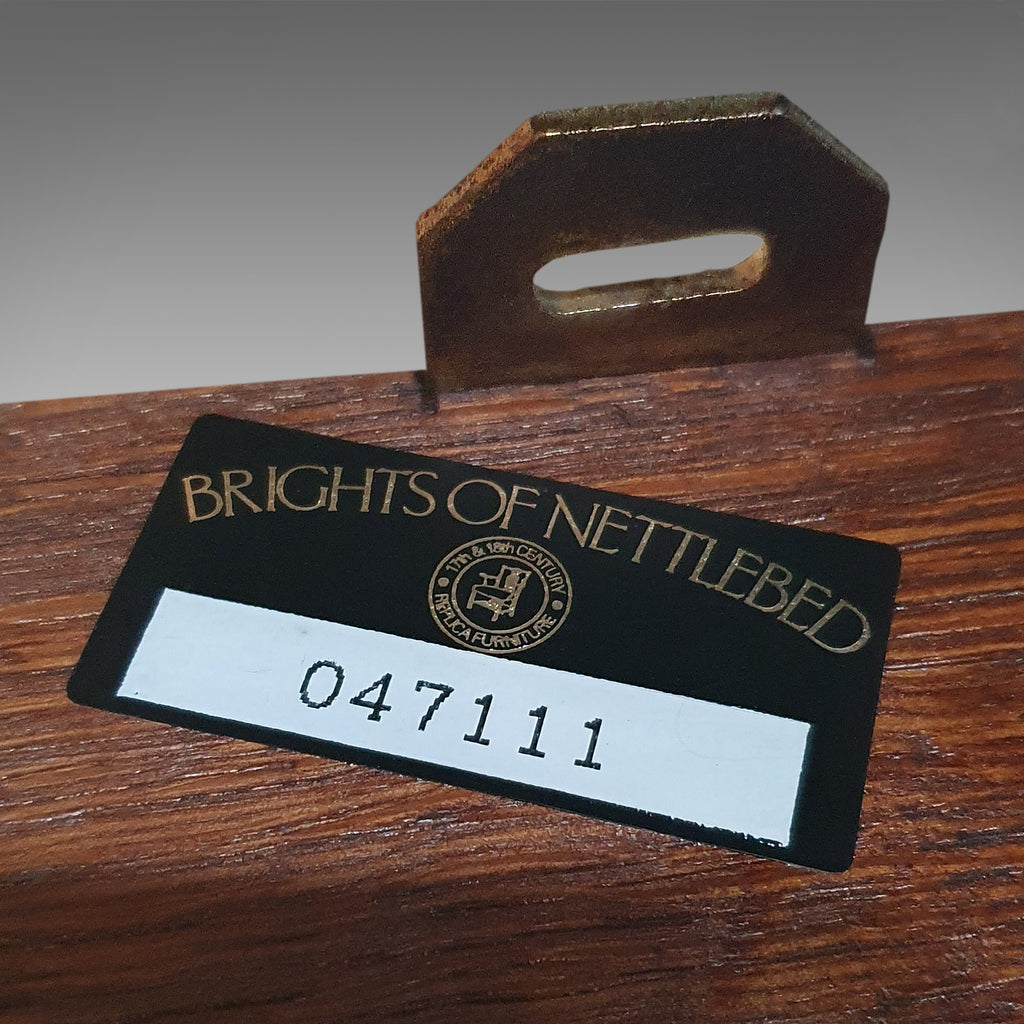 BRIGHTS OF NETTLEBED
17th & 18th CENTURY
REPLICA FURNITURE
047111